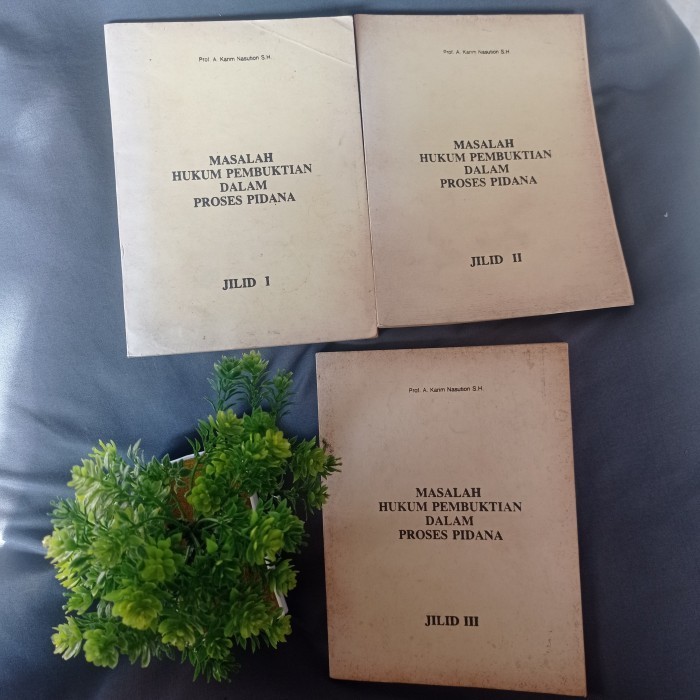 Prof. A. Karim Nasution S.H.
MASALAH
HUKUM PEMBUKTIAN
DALAM
PROSES PIDANA
JILID I
Prof. A. Karim Nasution S.H.
MASALAH
HUKUM PEMBUKTIAN
DALAM
PROSES PIDANA
JILID II
Prof. A. Karim Nasution S.H.
MASALAH
HUKUM PEMBUKTIAN
DALAM
PROSES PIDANA
JILID III